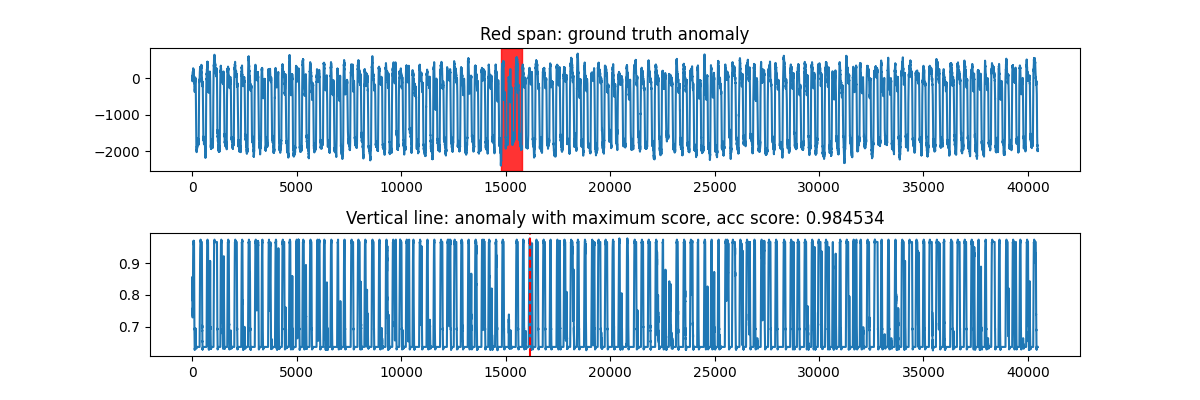 Red span: ground truth anomaly
0
−1000
−2000
0 5000 10000 15000 20000 25000 30000 35000 40000
Vertical line: anomaly with maximum score, acc score: 0.984534
0.9
0.8
0.7
0 5000 10000 15000 20000 25000 30000 35000 40000